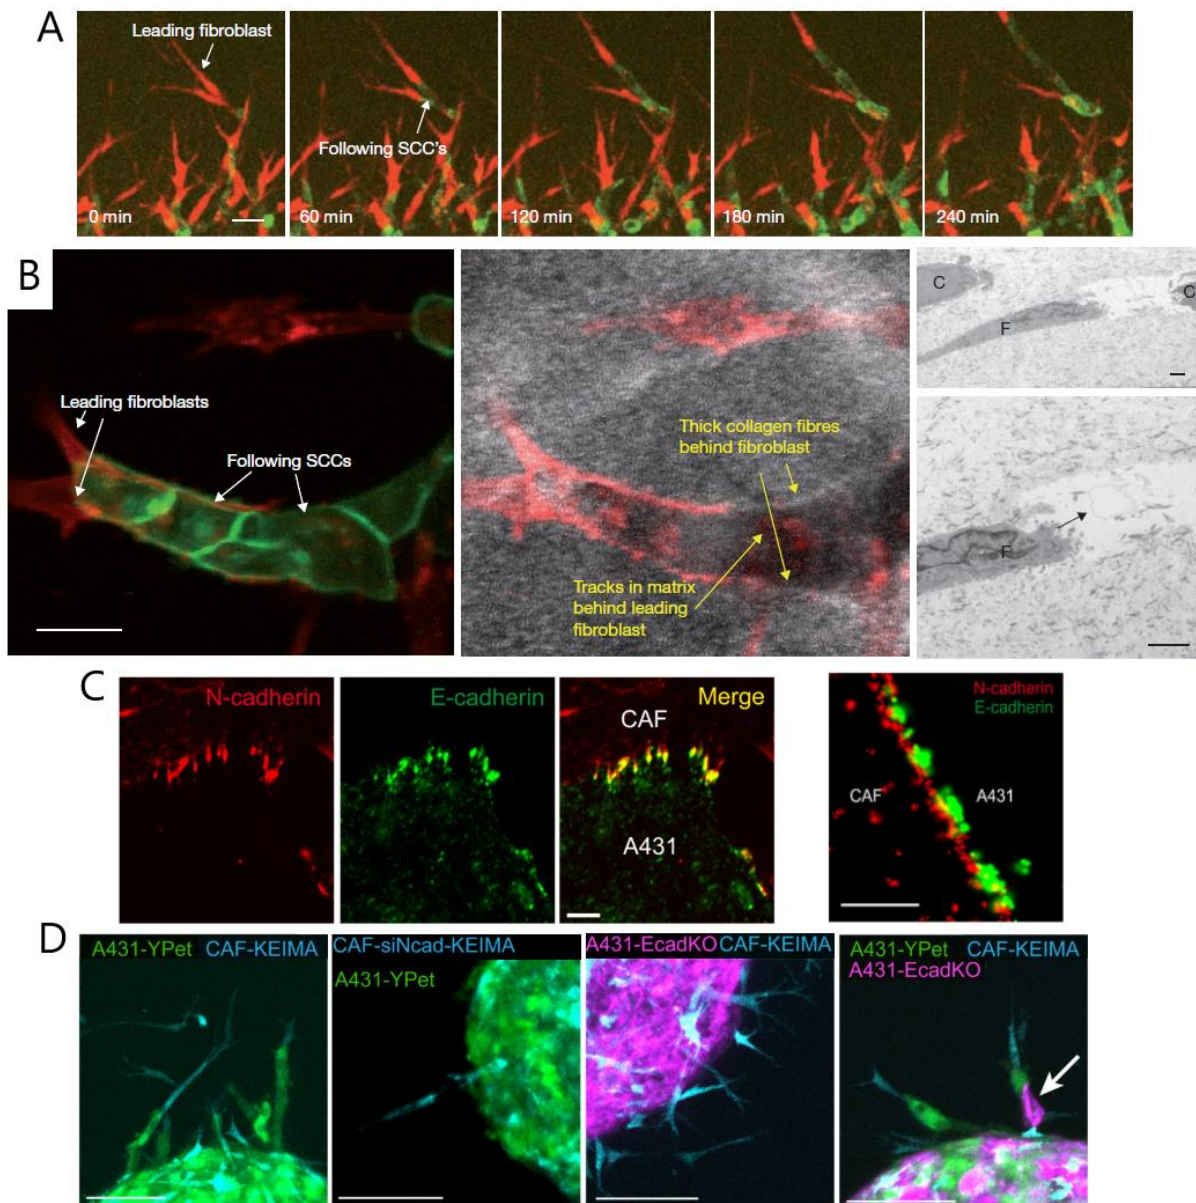 A
Leading fibroblast
Following SCC's
0 min
60 min
120 min
180 min
240 min
B
Leading fibroblasts
Following SCCs
Thick collagen fibres
behind fibroblast
Tracks in matrix
behind leading
fibroblast
C
F
C
F
C
N-cadherin
E-cadherin
Merge
CAF
A431
N-cadherin
E-cadherin
CAF
A431
D
A431-YPet CAF-KEIMA
CAF-siNcad-KEIMA
A431-YPet
A431-EcadKO CAF-KEIMA
A431-YPet CAF-KEIMA
A431-EcadKO